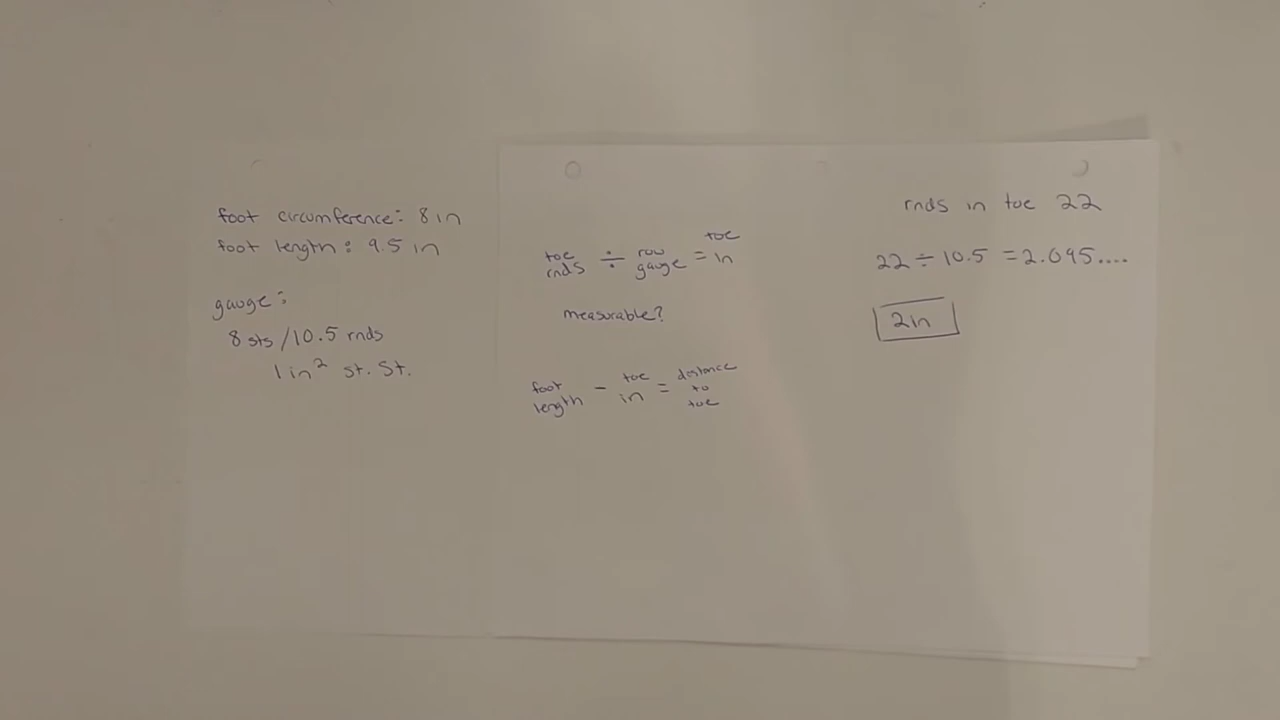 foot circumference: 8 in
foot length: 9.5 in
gauge:
8 sts / 10.5 rnds
1 in² st. St.
toe rnds ÷ row gauge = toe in
measurable?
foot length - toe in = distance to toe
rnds in toe 22
22 ÷ 10.5 = 2.095....
2in